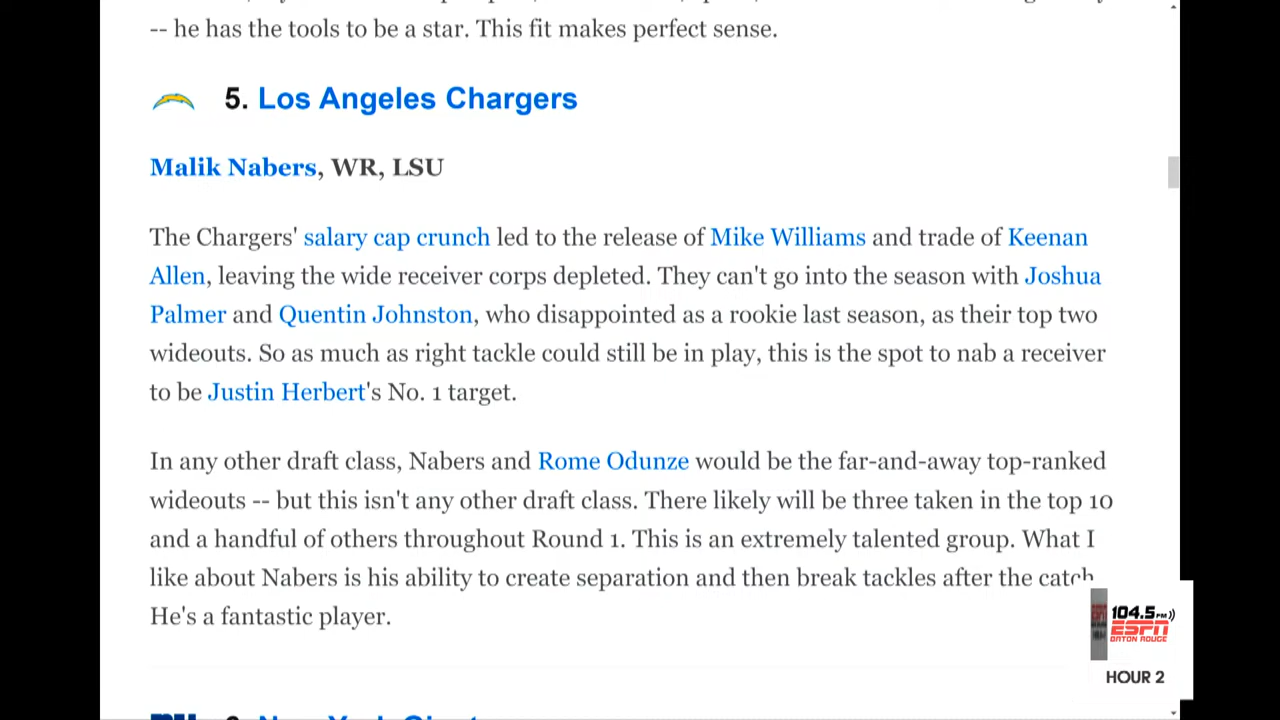 -- he has the tools to be a star. This fit makes perfect sense.
5. Los Angeles Chargers
Malik Nabers, WR, LSU
The Chargers' salary cap crunch led to the release of Mike Williams and trade of Keenan
Allen, leaving the wide receiver corps depleted. They can't go into the season with Joshua
Palmer and Quentin Johnston, who disappointed as a rookie last season, as their top two
wideouts. So as much as right tackle could still be in play, this is the spot to nab a receiver
to be Justin Herbert's No. 1 target.
In any other draft class, Nabers and Rome Odunze would be the far-and-away top-ranked
wideouts -- but this isn't any other draft class. There likely will be three taken in the top 10
and a handful of others throughout Round 1. This is an extremely talented group. What I
like about Nabers is his ability to create separation and then break tackles after the catch
He's a fantastic player.
104.5 FM
ESPN
BATON ROUGE
HOUR 2